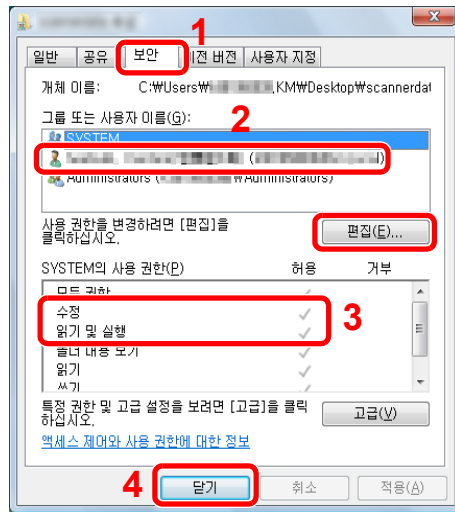 1
일반 공유 보안 이전 버전 사용자 지정
개체 이름: C:₩Users₩ .KM₩Desktop₩scannerdat
그룹 또는 사용자 이름(G):
2
SYSTEM
Administrators ( ₩Administrators)
사용 권한을 변경하려면 [편집]을
클릭하십시오.
편집(E)...
SYSTEM의 사용 권한(P) 허용 거부
모든 권한
수정
읽기 및 실행
3
폴더 내용 보기
읽기
쓰기
특정 권한 및 고급 설정을 보려면 [고급]을 클릭
하십시오.
고급(V)
액세스 제어와 사용 권한에 대한 정보
4
닫기 취소 적용(A)